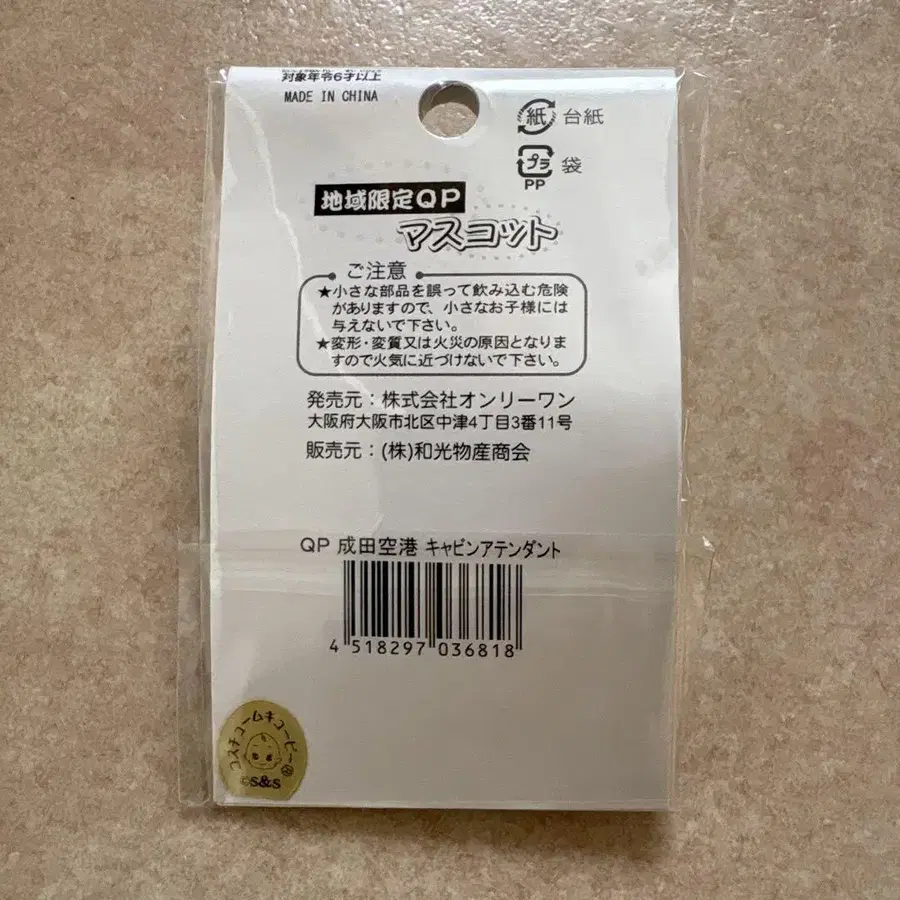 対象年令6才以上
MADE IN CHINA
紙 台紙
プラ 袋
PP
地域限定QP
マスコット
ご注意
★小さな部品を誤って飲み込む危険
がありますので、小さなお子様には
与えないで下さい。
★変形・変質又は火災の原因となりま
すので火気に近づけないで下さい。
発売元：株式会社オンリーワン
大阪府大阪市北区中津4丁目3番11号
販売元：(株)和光物産商会
QP 成田空港 キャビンアテンダント
4 518297 036818
コスチュームキューピー
©S&S